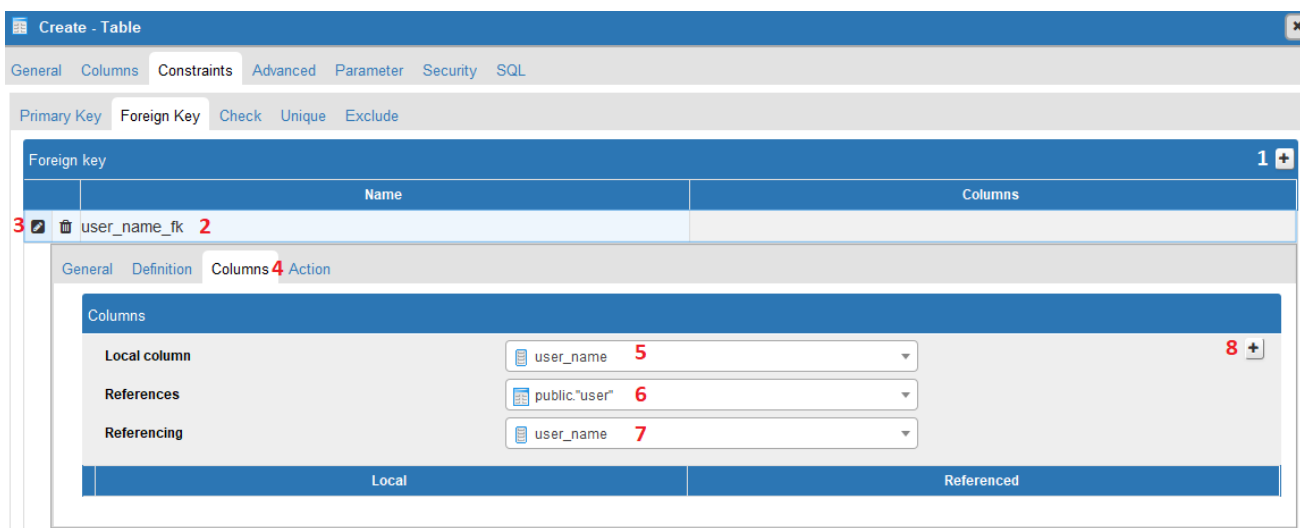 Create - Table
General Columns Constraints Advanced Parameter Security SQL
Primary Key Foreign Key Check Unique Exclude
Foreign key 1
Name Columns
3 user_name_fk 2
General Definition Columns 4 Action
Columns
Local column user_name 5 8
References public."user" 6
Referencing user_name 7
Local Referenced